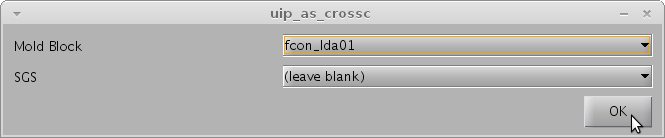 uip_as_crossc
Mold Block
fcon_lda01
SGS
(leave blank)
OK